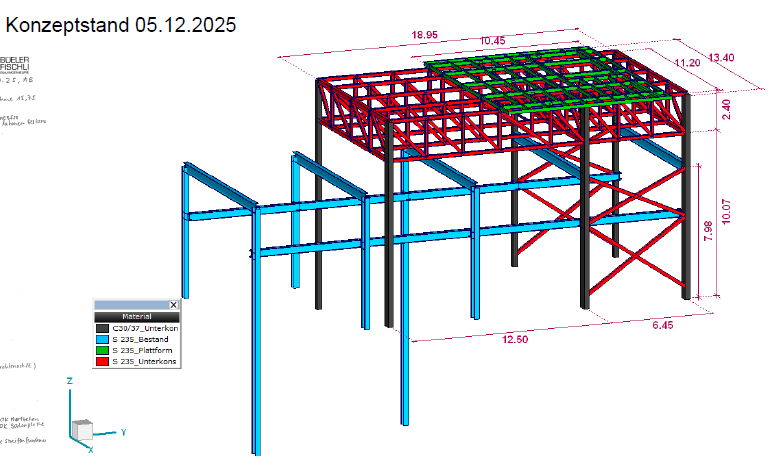 Konzeptstand 05.12.2025
BÜELER
FISCHLI
18.95
10.45
13.40
11.20
2.40
10.07
7.98
6.45
12.50
Material
C30/37_Unterkon
S 235_Bestand
S 235_Plattform
S 235_Unterkons
Z
Y
X